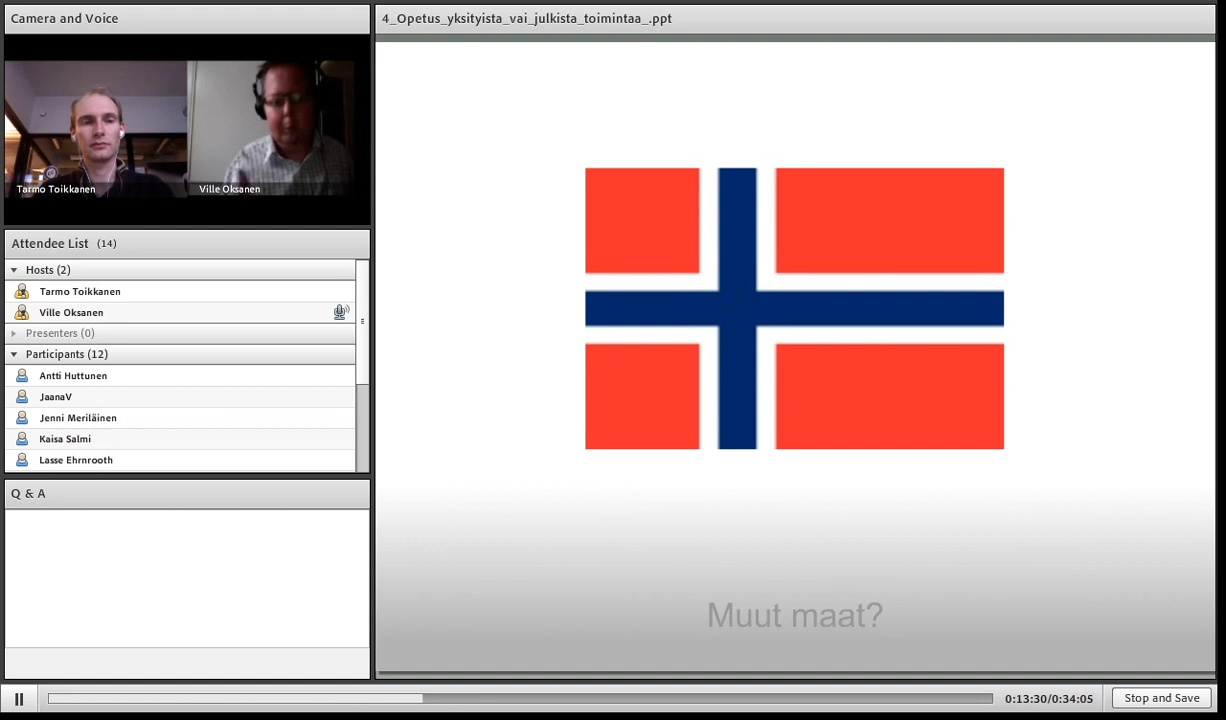 Camera and Voice
Tarmo Toikkanen
Ville Oksanen
Attendee List (14)
Hosts (2)
Tarmo Toikkanen
Ville Oksanen
Presenters (0)
Participants (12)
Antti Huttunen
JaanaV
Jenni Meriläinen
Kaisa Salmi
Lasse Ehrnrooth
Q & A
4_Opetus_yksityista_vai_julkista_toimintaa_.ppt
Muut maat?
0:13:30/0:34:05
Stop and Save